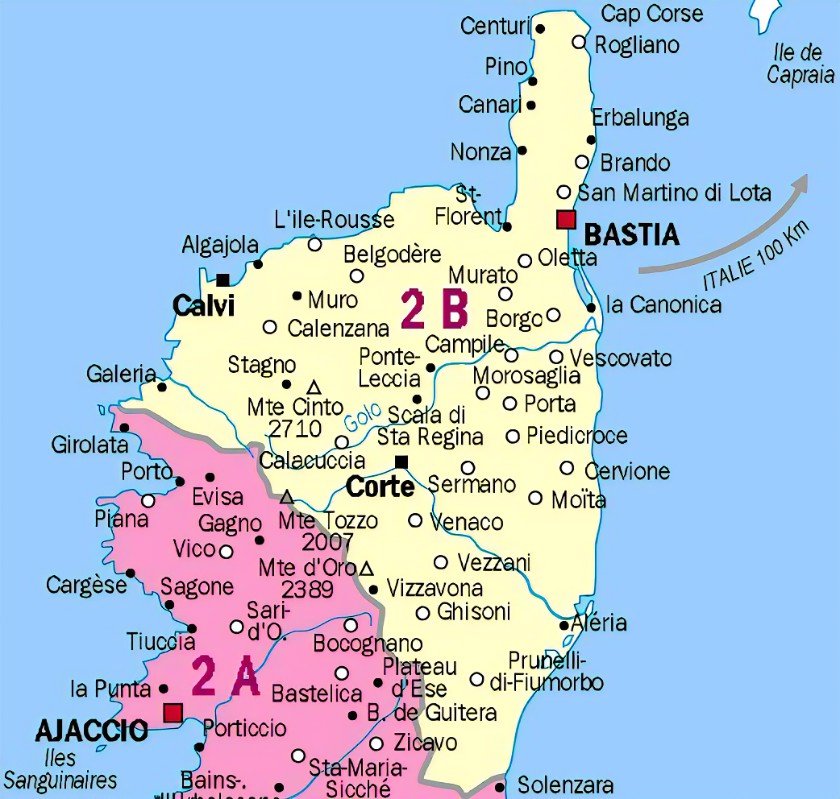 Centuri
Cap Corse
Rogliano
Ile de
Capraia
Pino
Canari
Erbalunga
Nonza
Brando
St-
Florent
San Martino di Lota
BASTIA
ITALIE 100 Km
L'ile-Rousse
Algajola
Belgodère
Oletta
Calvi
Muro
Murato
2 B
la Canonica
Calenzana
Borgo
Campile
Stagno
Ponte-
Leccia
Vescovato
Galeria
Morosaglia
Mte Cinto
2710
Golo
Scala di
Sta Regina
Porta
Girolata
Piedicroce
Calacuccia
Porto
Corte
Sermano
Cervione
Evisa
Moïta
Piana
Gagno
Mte Tozzo
2007
Venaco
Vico
Mte d'Oro
2389
Vezzani
Cargèse
Sagone
Vizzavona
Sari-
d'O.
Ghisoni
Aléria
Tiuccia
Bocognano
2 A
Plateau
d'Ese
Prunelli-
di-Fiumorbo
la Punta
Bastelica
AJACCIO
B. de Guitera
Porticcio
Iles
Sanguinaires
Zicavo
Sta-Maria-
Sicché
Bains-.
Solenzara